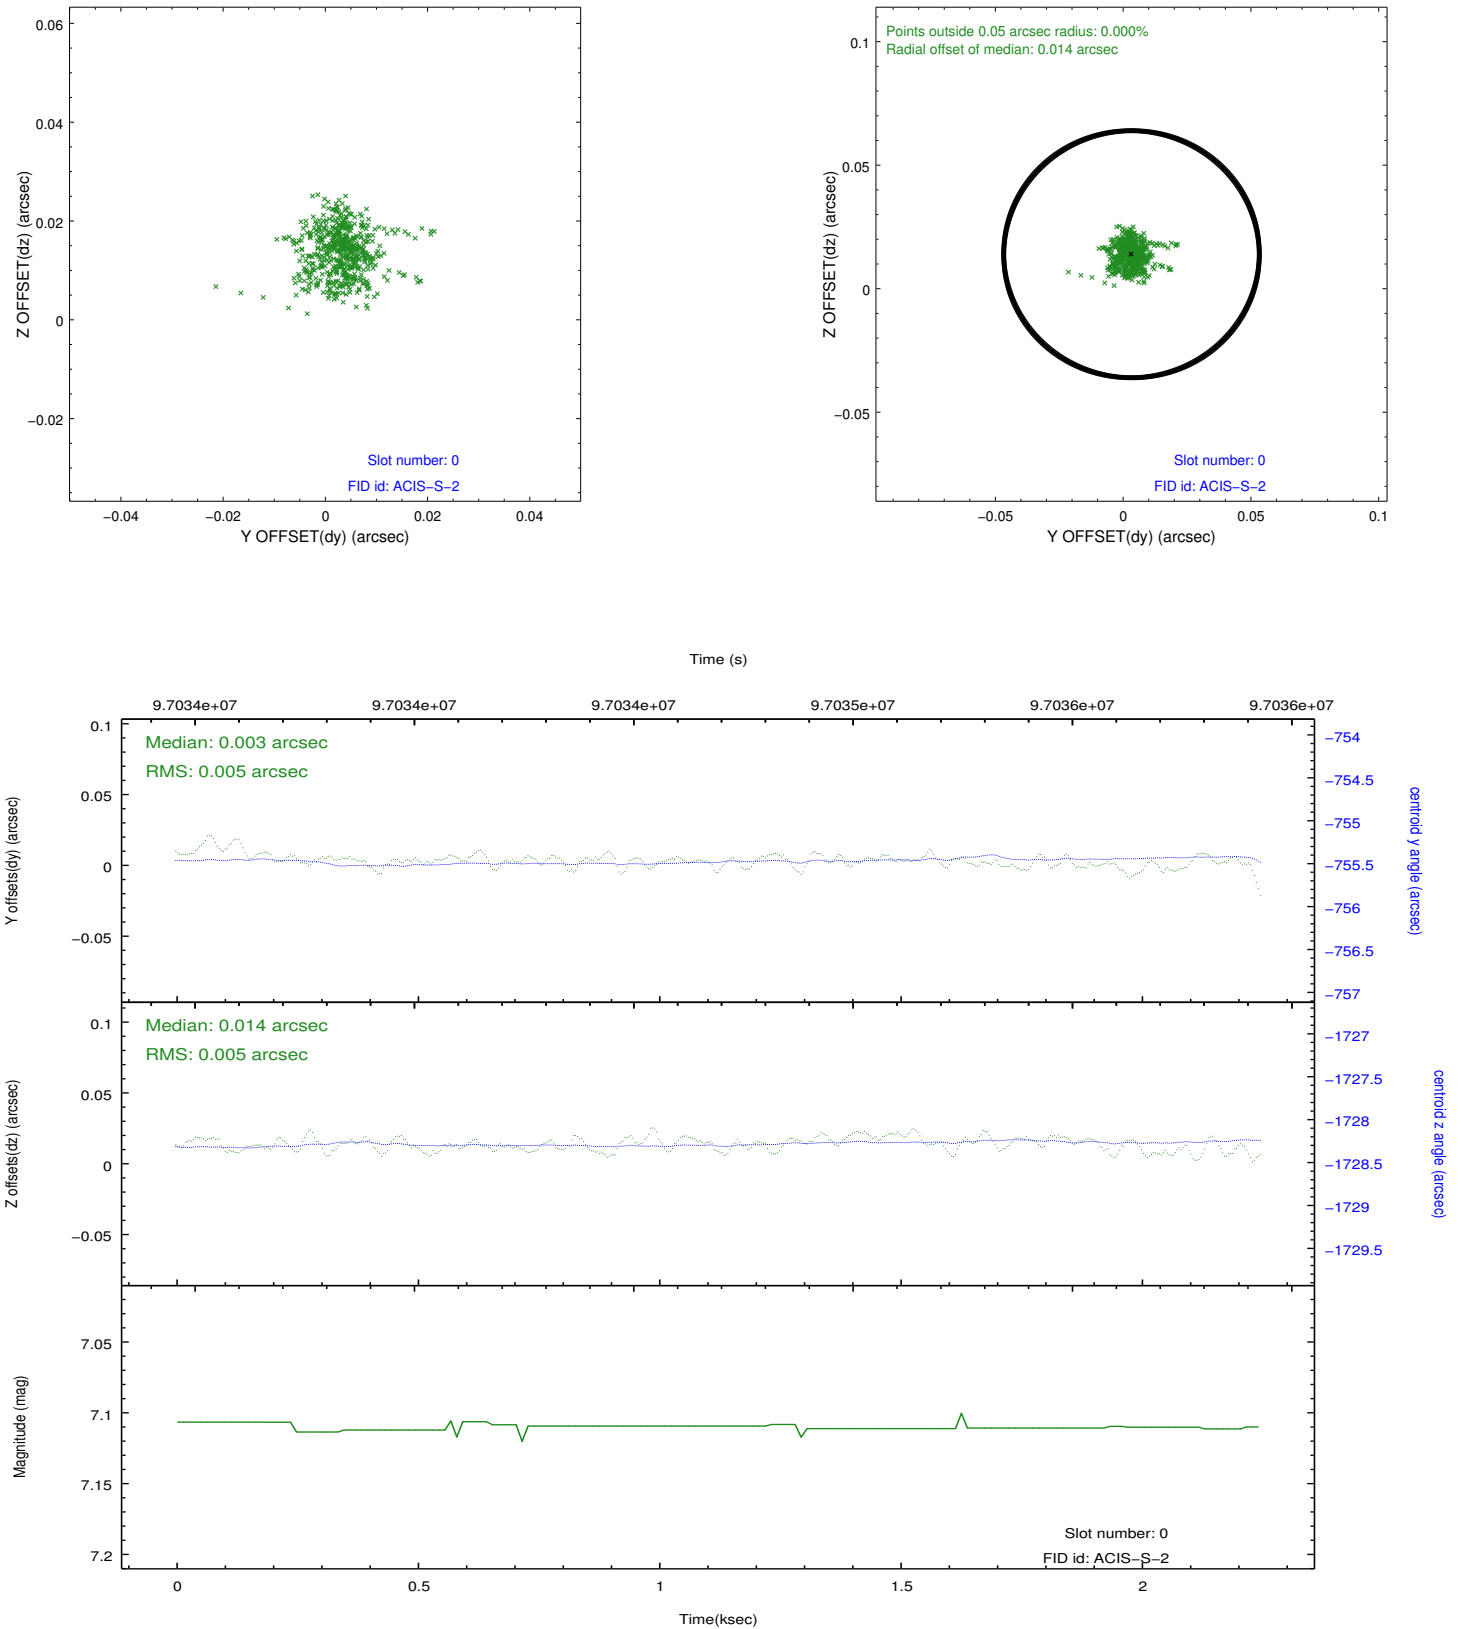 0.06
0.04
0.02
0
−0.02
Z OFFSET(dz) (arcsec)
Slot number: 0
FID id: ACIS−S−2
−0.04 −0.02 0 0.02 0.04
Y OFFSET(dy) (arcsec)
Points outside 0.05 arcsec radius: 0.000%
Radial offset of median: 0.014 arcsec
0.1
0.05
0
−0.05
Z OFFSET(dz) (arcsec)
Slot number: 0
FID id: ACIS−S−2
−0.05 0 0.05 0.1
Y OFFSET(dy) (arcsec)
Time (s)
9.7034e+07 9.7034e+07 9.7034e+07 9.7035e+07 9.7036e+07 9.7036e+07
Median: 0.003 arcsec
RMS: 0.005 arcsec
0.1
0.05
0
−0.05
Y offsets(dy) (arcsec)
−754
−754.5
−755
−755.5
−756
−756.5
−757
centroid y angle (arcsec)
Median: 0.014 arcsec
RMS: 0.005 arcsec
0.1
0.05
0
−0.05
Z offsets(dz) (arcsec)
−1727
−1727.5
−1728
−1728.5
−1729
−1729.5
centroid z angle (arcsec)
7.05
7.1
7.15
7.2
Magnitude (mag)
Slot number: 0
FID id: ACIS−S−2
0 0.5 1 1.5 2
Time(ksec)